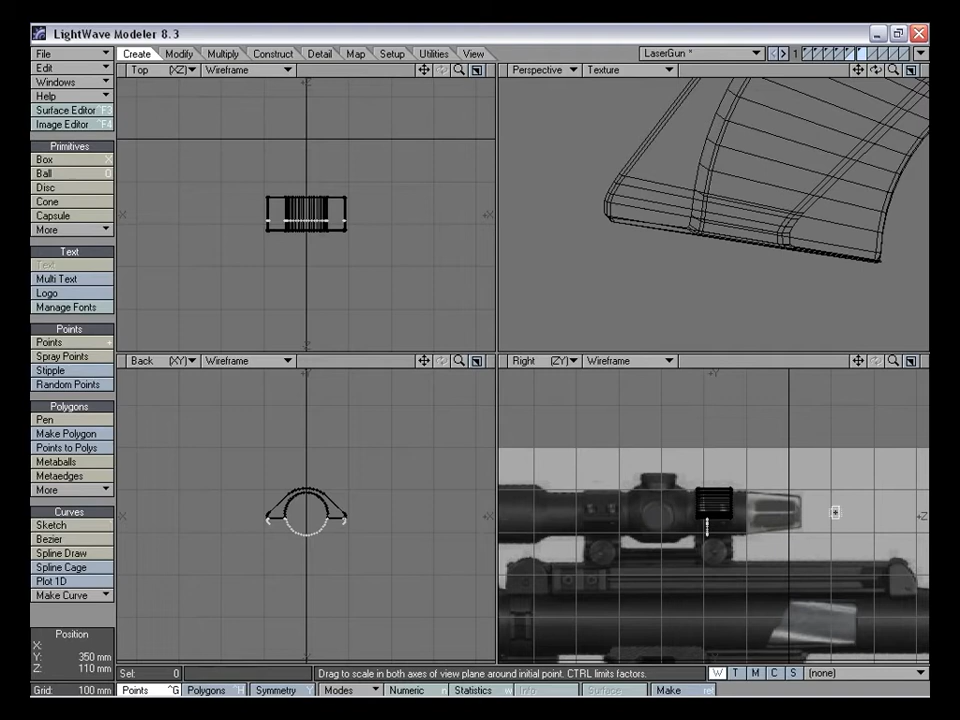 LightWave Modeler 8.3
File
Edit
Windows
Help
Surface Editor F3
Image Editor ^F4
Primitives
Box X
Ball O
Disc
Cone
Capsule
More
Text
Text
Multi Text
Logo
Manage Fonts
Points
Points +
Spray Points
Stipple
Random Points
Polygons
Pen
Make Polygon
Points to Polys
Metaballs
Metaedges
More
Curves
Sketch
Bezier
Spline Draw
Spline Cage
Plot 1D
Make Curve
Position
X:
Y: 350 mm
Z: 110 mm
Grid: 100 mm
Create Modify Multiply Construct Detail Map Setup Utilities View LaserGun * 1
Top (XZ) Wireframe
Perspective Texture
Back (XY) Wireframe
Right (ZY) Wireframe
Sel: 0 Drag to scale in both axes of view plane around initial point. CTRL limits factors. W T M C S (none)
Points ^G Polygons ^H Symmetry Y Modes Numeric n Statistics w Info Surface Make